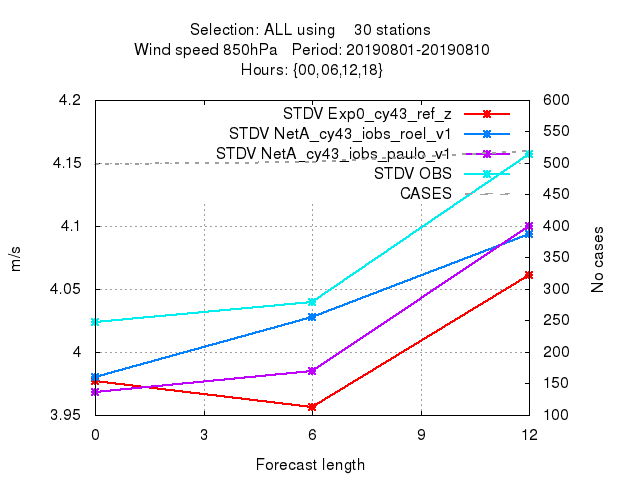 Selection: ALL using 30 stations
Wind speed 850hPa Period: 20190801-20190810
Hours: {00,06,12,18}
4.2
4.15
4.1
4.05
4
3.95
m/s
STDV Exp0_cy43_ref_z
STDV NetA_cy43_iobs_roel_v1
STDV NetA_cy43_iobs_paulo_v1
STDV OBS
CASES
600
550
500
450
400
350
300
250
200
150
100
No cases
0 3 6 9 12
Forecast length